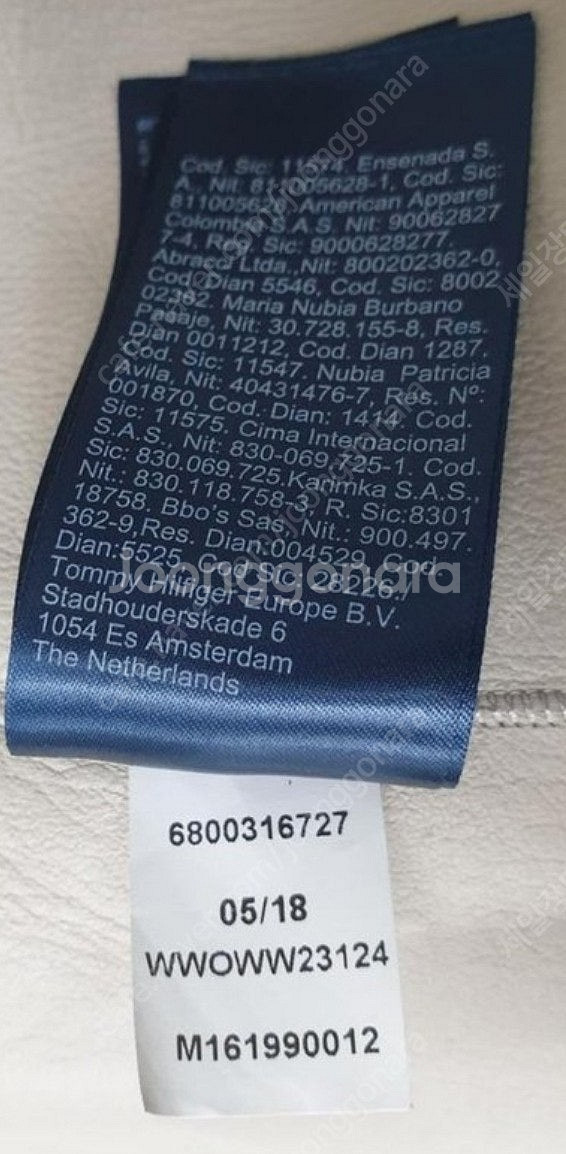 Cod. Sic: 11574. Ensenada S.
A., Nit: 811005628-1, Cod. Sic:
American Apparel
Colombia S.A.S. Nit: 90062827
7-4, Sic: 9000628277.
Abraco Ltda.,Nit: 800202362-0,
Cod Dian 5546, Cod. Sic: 8002
02362. Maria Nubia Burbano
Pasaje, Nit: 30.728.155-8, Res.
Dian 0011212, Cod. Dian 1287,
Cod. Sic: 11547. Nubia Patricia
Avila, Nit: 40431476-7, Res. Nº:
001870, Cod. Dian: 1414. Cod.
Sic: 11575. Cima Internacional
S.A.S., Nit: 830-069.725-1. Cod.
Sic: 830.069.725.Karimka S.A.S.,
Nit.: 830.118.758-3, R. Sic:8301
18758. Bbo's Sas, Nit.: 900.497.
362-9,Res. Dian:004529, Cod
Dian:5525, Cod Sic:
Tommy Hilfiger Europe B.V.
Stadhouderskade 6
1054 Es Amsterdam
The Netherlands
Joonggonara
6800316727
05/18
WWOWW23124
M161990012